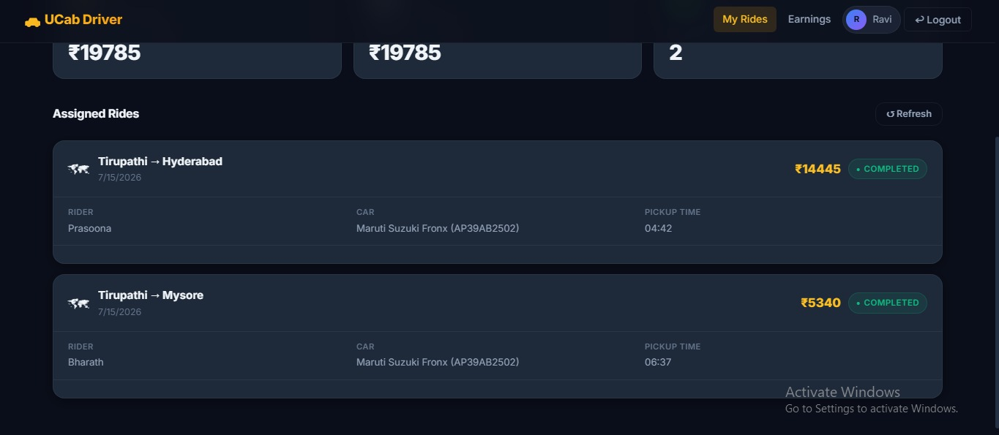 UCab Driver
My Rides
Earnings
R
Ravi
↩ Logout
₹19785
₹19785
2
Assigned Rides
↺ Refresh
Tirupathi → Hyderabad
7/15/2026
₹14445
• COMPLETED
RIDER
CAR
PICKUP TIME
Prasoona
Maruti Suzuki Fronx (AP39AB2502)
04:42
Tirupathi → Mysore
7/15/2026
₹5340
• COMPLETED
RIDER
CAR
PICKUP TIME
Bharath
Maruti Suzuki Fronx (AP39AB2502)
06:37
Activate Windows
Go to Settings to activate Windows.